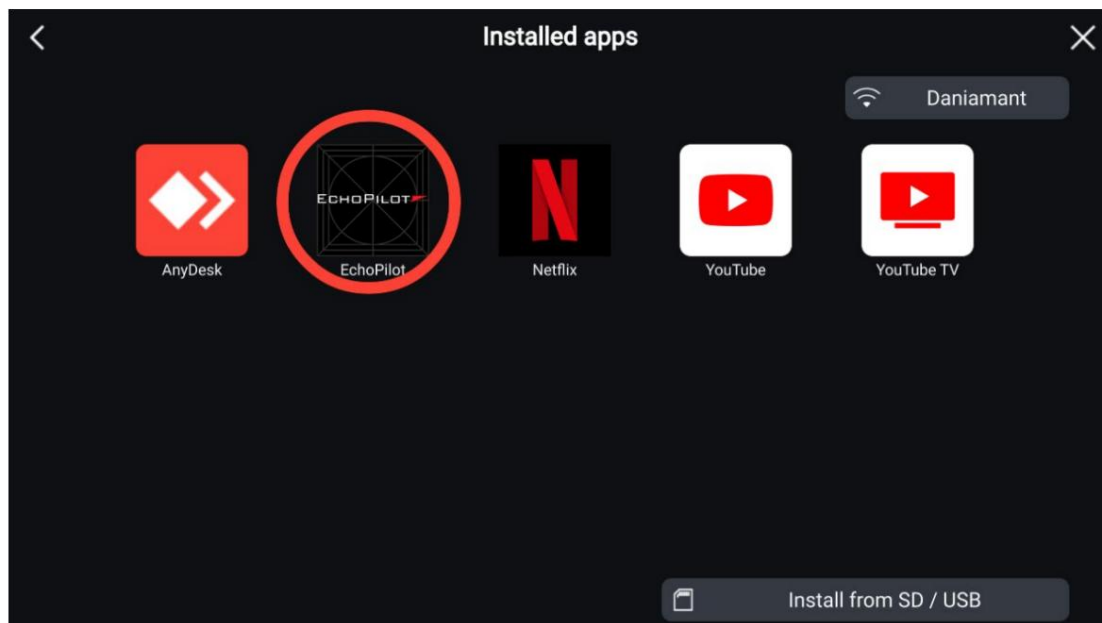 Installed apps
Daniamant
ECHOPILOT
AnyDesk
EchoPilot
Netflix
YouTube
YouTube TV
Install from SD / USB